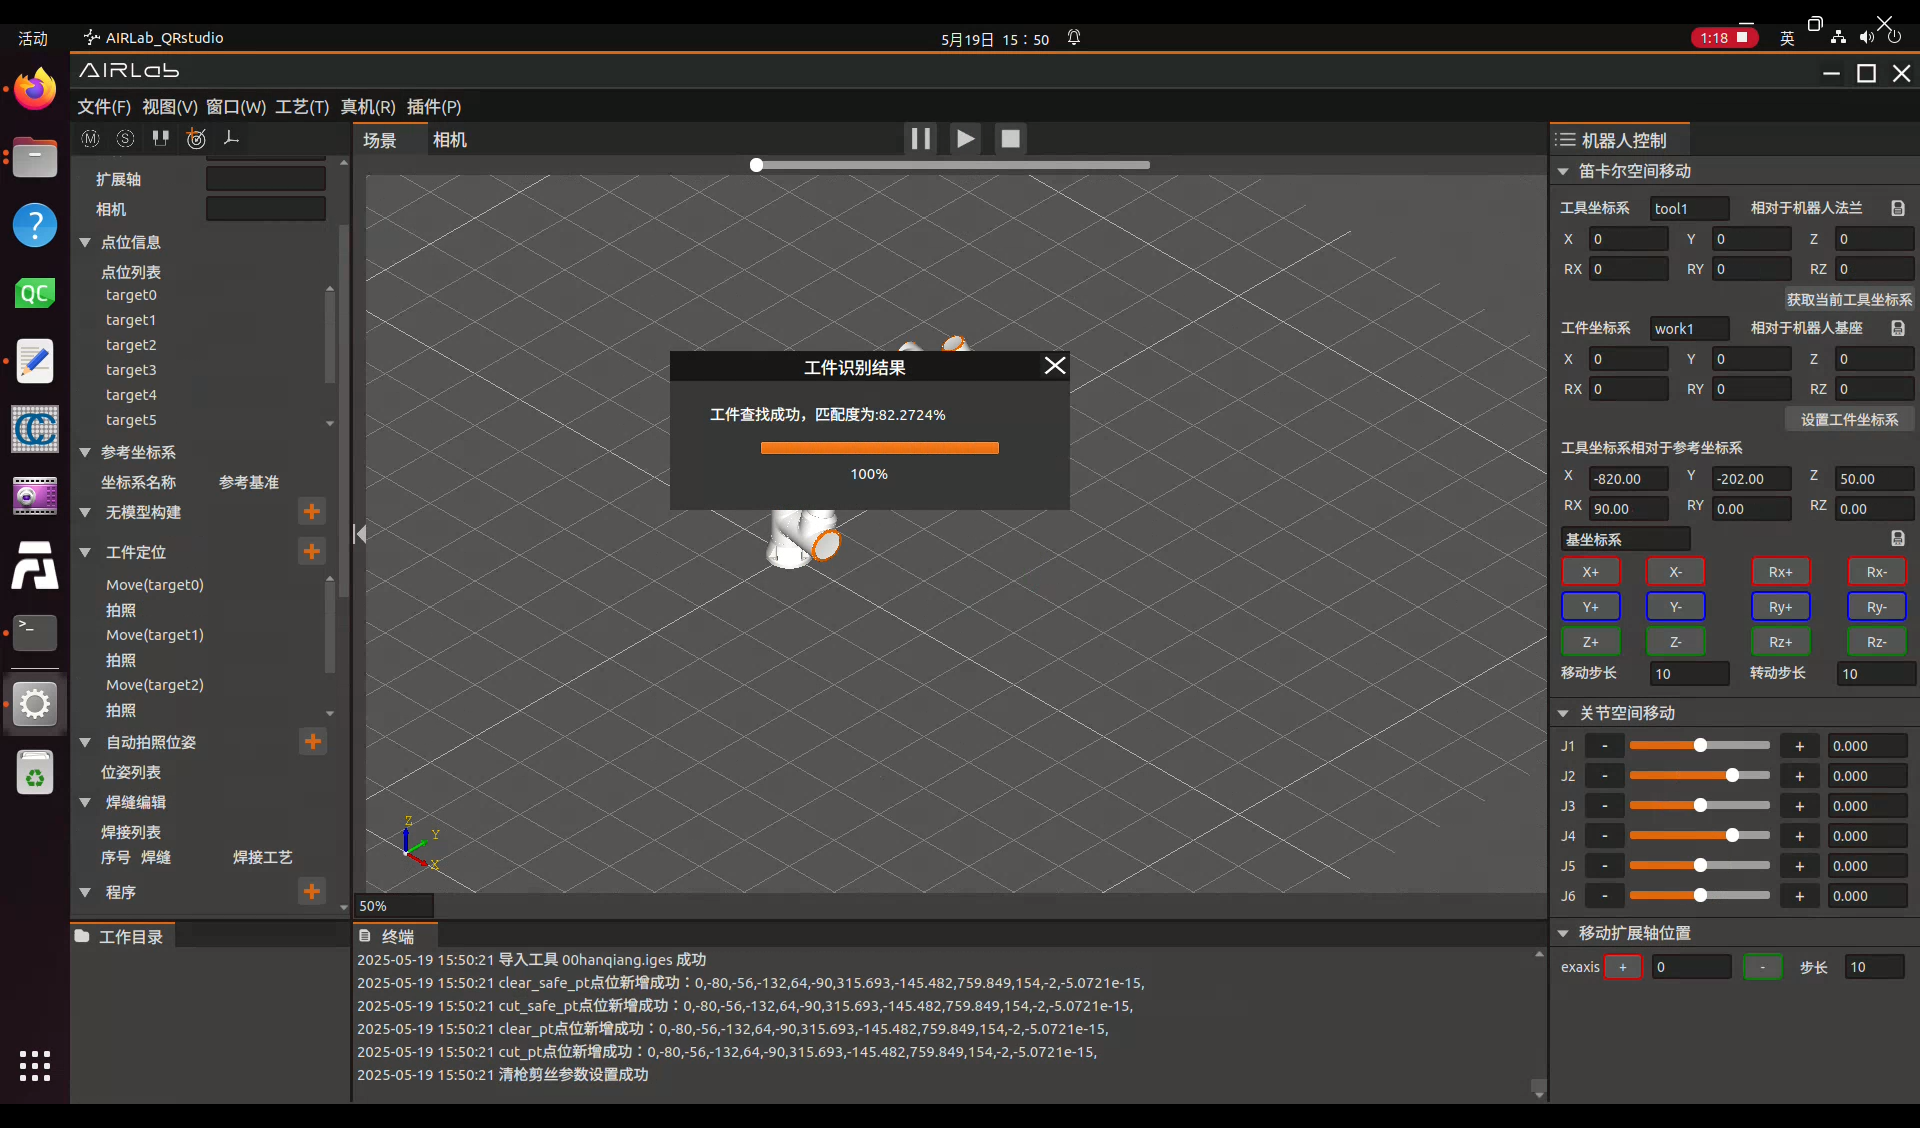 活动
AIRLab_QRstudio
5月19日 15：50
1:18
英
AIRLab
文件(F) 视图(V) 窗口(W) 工艺(T) 真机(R) 插件(P)
M S
扩展轴
相机
点位信息
点位列表
target0
target1
target2
target3
target4
target5
参考坐标系
坐标系名称 参考基准
无模型构建 +
工件定位 +
Move(target0)
拍照
Move(target1)
拍照
Move(target2)
拍照
自动拍照位姿 +
位姿列表
焊缝编辑
焊接列表
序号 焊缝 焊接工艺
程序 +
工作目录
场景 相机
工件识别结果
工件查找成功，匹配度为:82.2724%
100%
Z
Y
X
50%
终端
2025-05-19 15:50:21 导入工具 00hanqiang.iges 成功
2025-05-19 15:50:21 clear_safe_pt点位新增成功：0,-80,-56,-132,64,-90,315.693,-145.482,759.849,154,-2,-5.0721e-15,
2025-05-19 15:50:21 cut_safe_pt点位新增成功：0,-80,-56,-132,64,-90,315.693,-145.482,759.849,154,-2,-5.0721e-15,
2025-05-19 15:50:21 clear_pt点位新增成功：0,-80,-56,-132,64,-90,315.693,-145.482,759.849,154,-2,-5.0721e-15,
2025-05-19 15:50:21 cut_pt点位新增成功：0,-80,-56,-132,64,-90,315.693,-145.482,759.849,154,-2,-5.0721e-15,
2025-05-19 15:50:21 清枪剪丝参数设置成功
机器人控制
笛卡尔空间移动
工具坐标系 tool1 相对于机器人法兰
X 0 Y 0 Z 0
RX 0 RY 0 RZ 0
获取当前工具坐标系
工件坐标系 work1 相对于机器人基座
X 0 Y 0 Z 0
RX 0 RY 0 RZ 0
设置工件坐标系
工具坐标系相对于参考坐标系
X -820.00 Y -202.00 Z 50.00
RX 90.00 RY 0.00 RZ 0.00
基坐标系
X+ X- Rx+ Rx-
Y+ Y- Ry+ Ry-
Z+ Z- Rz+ Rz-
移动步长 10 转动步长 10
关节空间移动
J1 - + 0.000
J2 - + 0.000
J3 - + 0.000
J4 - + 0.000
J5 - + 0.000
J6 - + 0.000
移动扩展轴位置
exaxis + 0 - 步长 10
QC